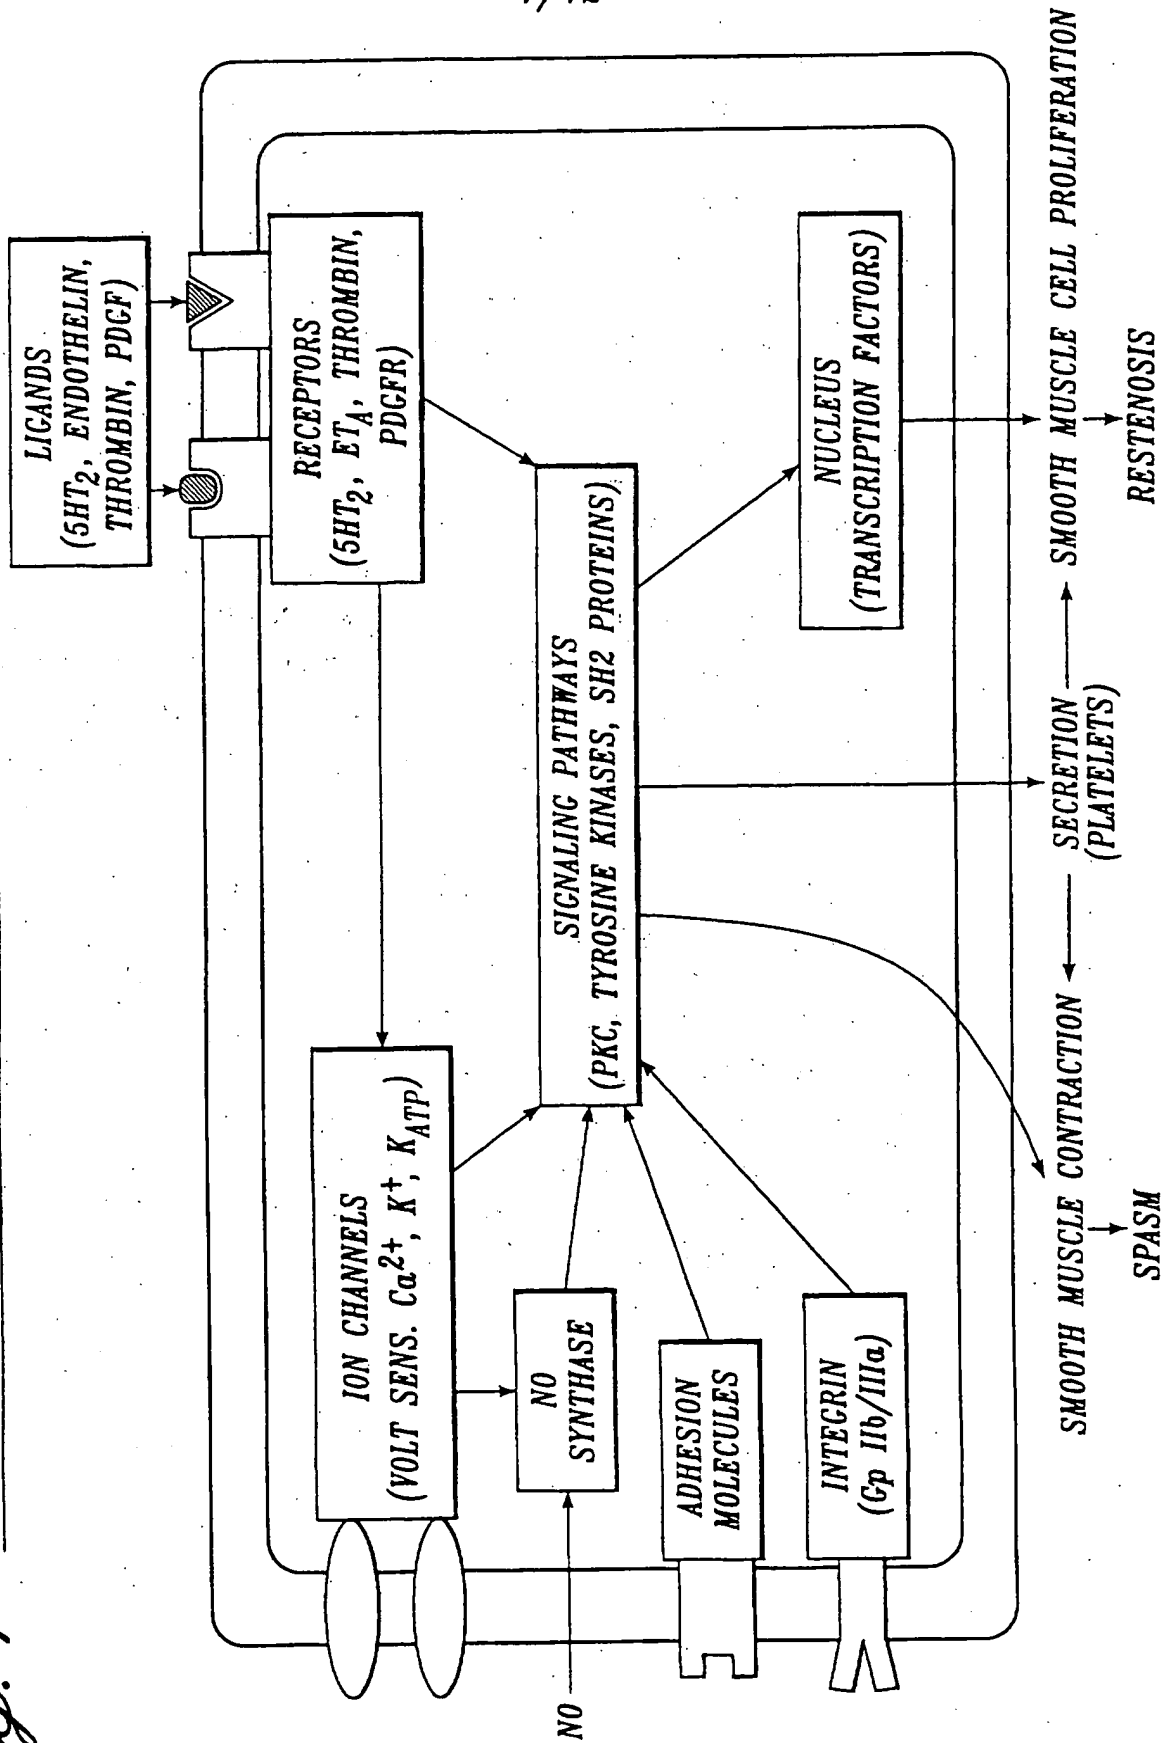 LIGANDS
(5HT2, ENDOTHELIN,
THROMBIN, PDGF)
RECEPTORS
(5HT2, ETA, THROMBIN,
PDGFR)
ION CHANNELS
(VOLT SENS. Ca2+, K+, KATP)
NO
SYNTHASE
NO
SIGNALING PATHWAYS
(PKC, TYROSINE KINASES, SH2 PROTEINS)
ADHESION
MOLECULES
INTEGRIN
(Gp IIb/IIIa)
NUCLEUS
(TRANSCRIPTION FACTORS)
SMOOTH MUSCLE CONTRACTION
SECRETION
(PLATELETS)
SMOOTH MUSCLE CELL PROLIFERATION
SPASM
RESTENOSIS